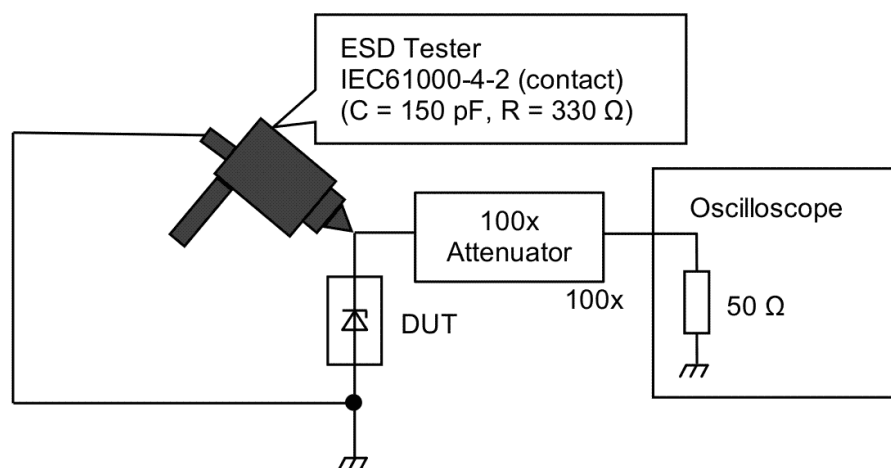 ESD Tester
IEC61000-4-2 (contact)
(C = 150 pF, R = 330 Ω)
100x
Attenuator
100x
Oscilloscope
50 Ω
DUT